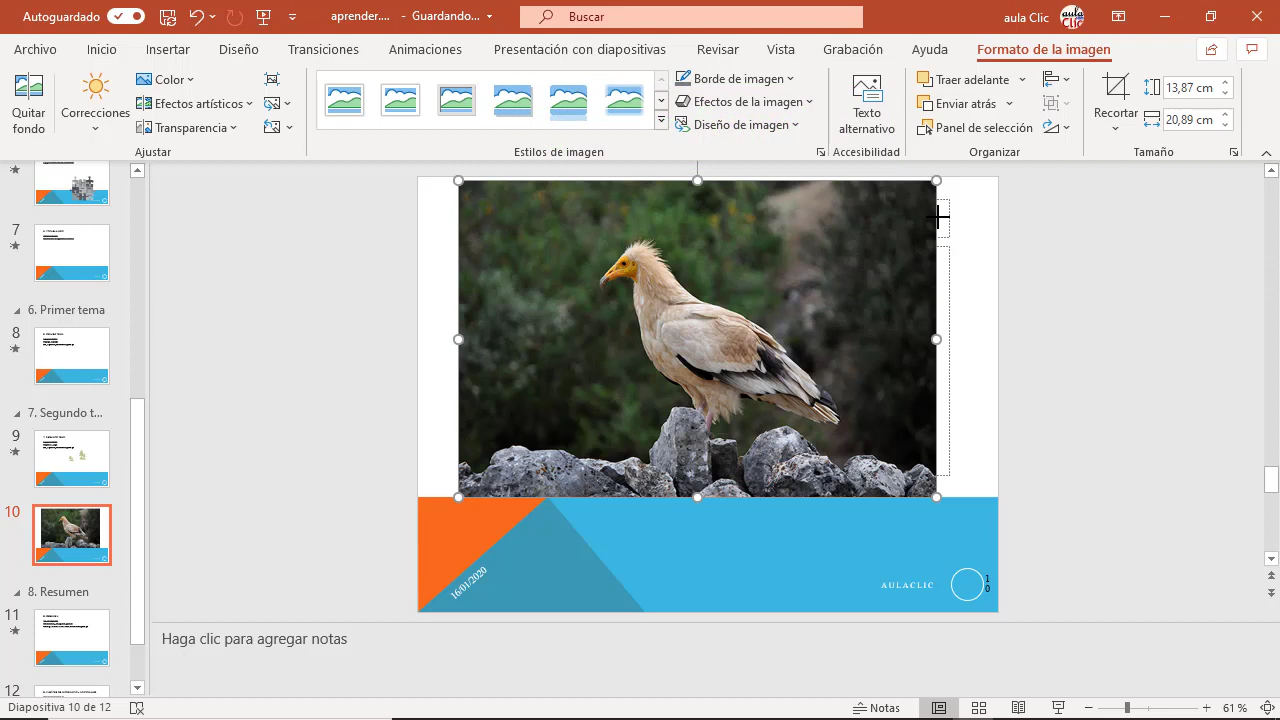 Autoguardado
aprender.... - Guardando...
Buscar
aula Clic
Archivo Inicio Insertar Diseño Transiciones Animaciones Presentación con diapositivas Revisar Vista Grabación Ayuda Formato de la imagen
Quitar fondo
Correcciones
Color
Efectos artísticos
Transparencia
Ajustar
Estilos de imagen
Borde de imagen
Efectos de la imagen
Diseño de imagen
Texto alternativo
Accesibilidad
Traer adelante
Enviar atrás
Panel de selección
Organizar
Recortar
13,87 cm
20,89 cm
Tamaño
7
6. Primer tema
8
7. Segundo t...
9
10
8. Resumen
11
12
16/01/2020
AULACLIC
10
Haga clic para agregar notas
Diapositiva 10 de 12
Notas
61 %